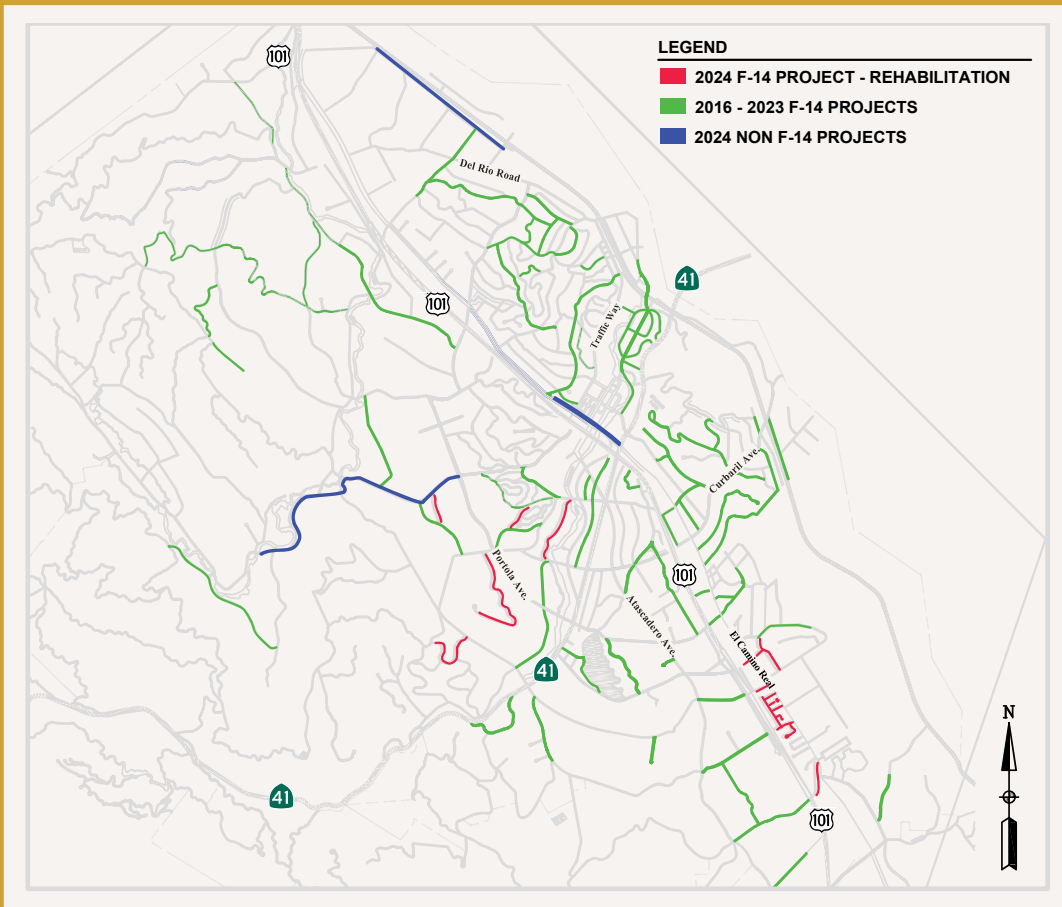 LEGEND
2024 F-14 PROJECT - REHABILITATION
2016 - 2023 F-14 PROJECTS
2024 NON F-14 PROJECTS
101
Del Rio Road
41
101
Traffic Way
Curbaril Ave.
Portola Ave.
101
Atascadero Ave.
El Camino Real
41
N
41
101